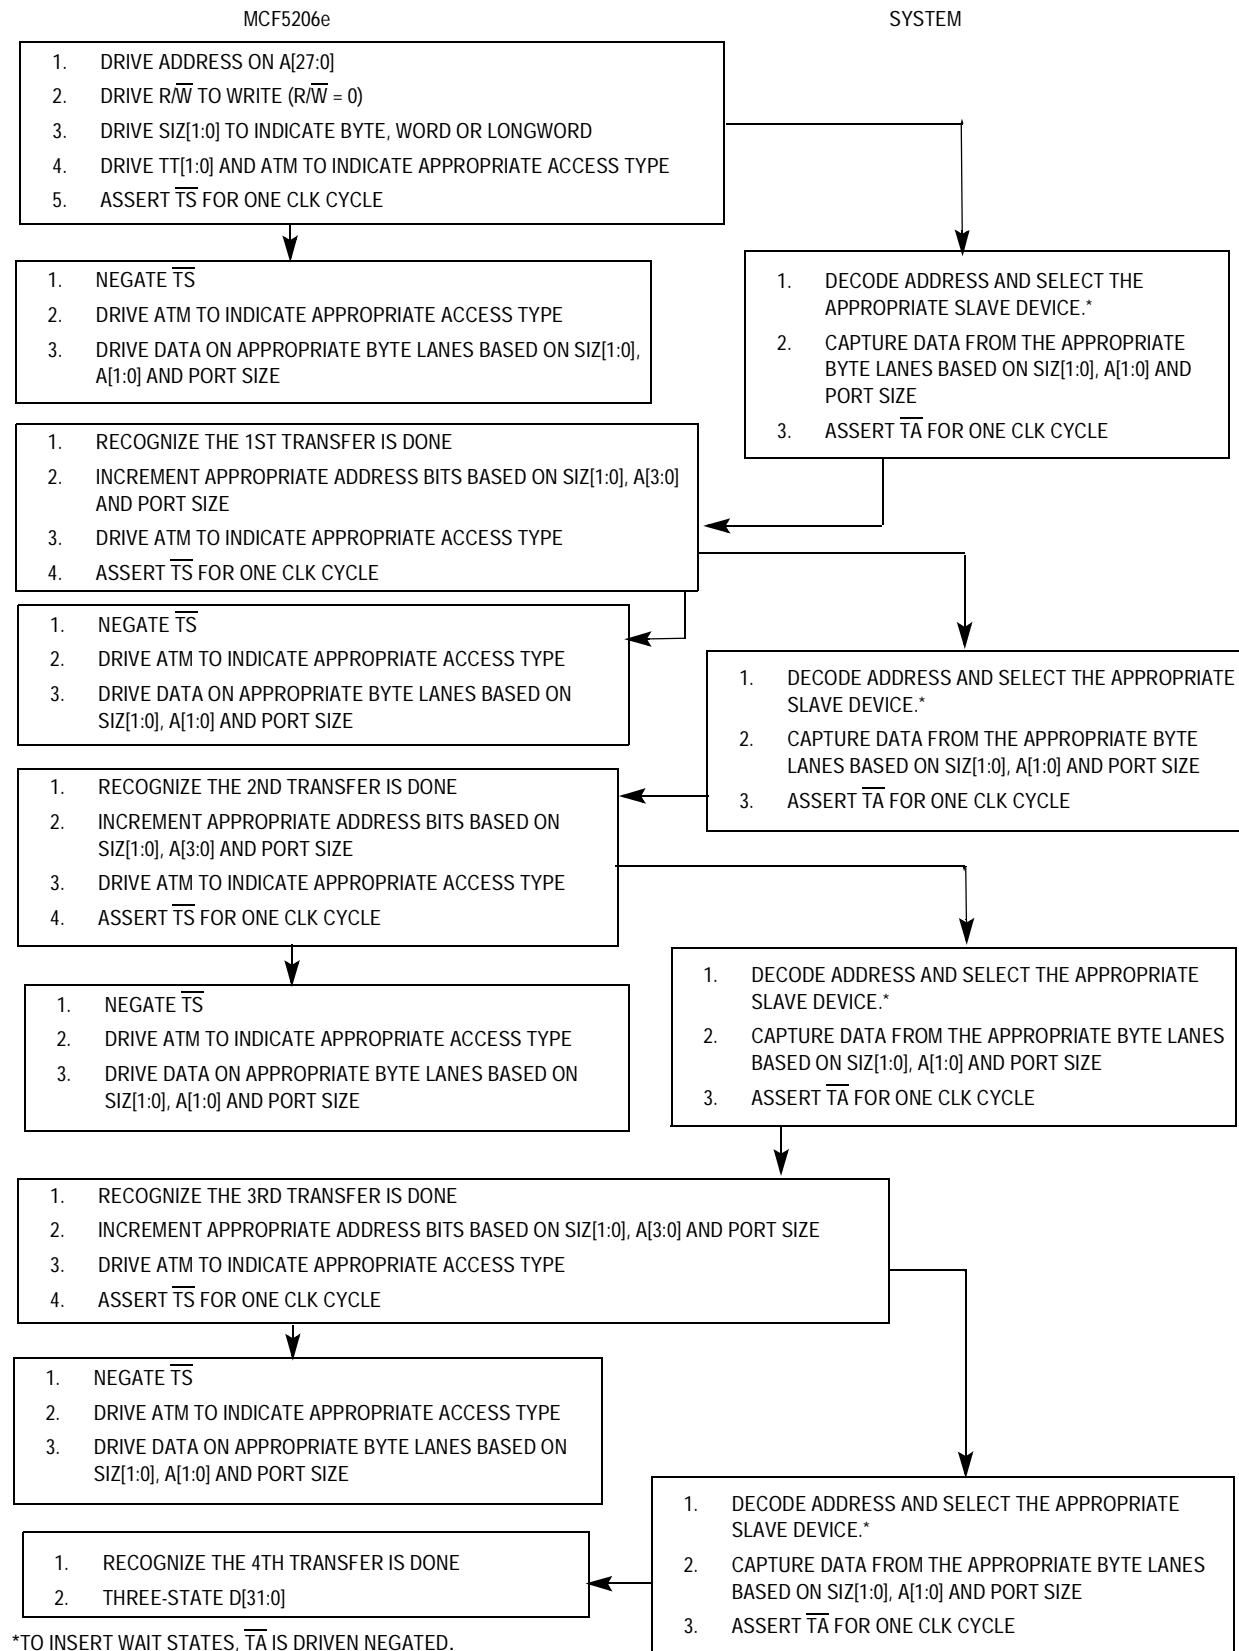 MCF5206e
SYSTEM
1. DRIVE ADDRESS ON A[27:0]
2. DRIVE R/W̅ TO WRITE (R/W̅ = 0)
3. DRIVE SIZ[1:0] TO INDICATE BYTE, WORD OR LONGWORD
4. DRIVE TT[1:0] AND ATM TO INDICATE APPROPRIATE ACCESS TYPE
5. ASSERT T̅S̅ FOR ONE CLK CYCLE
1. NEGATE T̅S̅
2. DRIVE ATM TO INDICATE APPROPRIATE ACCESS TYPE
3. DRIVE DATA ON APPROPRIATE BYTE LANES BASED ON SIZ[1:0],
A[1:0] AND PORT SIZE
1. DECODE ADDRESS AND SELECT THE
APPROPRIATE SLAVE DEVICE.*
2. CAPTURE DATA FROM THE APPROPRIATE
BYTE LANES BASED ON SIZ[1:0], A[1:0] AND
PORT SIZE
3. ASSERT T̅A̅ FOR ONE CLK CYCLE
1. RECOGNIZE THE 1ST TRANSFER IS DONE
2. INCREMENT APPROPRIATE ADDRESS BITS BASED ON SIZ[1:0], A[3:0]
AND PORT SIZE
3. DRIVE ATM TO INDICATE APPROPRIATE ACCESS TYPE
4. ASSERT T̅S̅ FOR ONE CLK CYCLE
1. NEGATE T̅S̅
2. DRIVE ATM TO INDICATE APPROPRIATE ACCESS TYPE
3. DRIVE DATA ON APPROPRIATE BYTE LANES BASED ON
SIZ[1:0], A[1:0] AND PORT SIZE
1. DECODE ADDRESS AND SELECT THE APPROPRIATE
SLAVE DEVICE.*
2. CAPTURE DATA FROM THE APPROPRIATE BYTE
LANES BASED ON SIZ[1:0], A[1:0] AND PORT SIZE
3. ASSERT T̅A̅ FOR ONE CLK CYCLE
1. RECOGNIZE THE 2ND TRANSFER IS DONE
2. INCREMENT APPROPRIATE ADDRESS BITS BASED ON
SIZ[1:0], A[3:0] AND PORT SIZE
3. DRIVE ATM TO INDICATE APPROPRIATE ACCESS TYPE
4. ASSERT T̅S̅ FOR ONE CLK CYCLE
1. NEGATE T̅S̅
2. DRIVE ATM TO INDICATE APPROPRIATE ACCESS TYPE
3. DRIVE DATA ON APPROPRIATE BYTE LANES BASED ON
SIZ[1:0], A[1:0] AND PORT SIZE
1. DECODE ADDRESS AND SELECT THE APPROPRIATE
SLAVE DEVICE.*
2. CAPTURE DATA FROM THE APPROPRIATE BYTE LANES
BASED ON SIZ[1:0], A[1:0] AND PORT SIZE
3. ASSERT T̅A̅ FOR ONE CLK CYCLE
1. RECOGNIZE THE 3RD TRANSFER IS DONE
2. INCREMENT APPROPRIATE ADDRESS BITS BASED ON SIZ[1:0], A[3:0] AND PORT SIZE
3. DRIVE ATM TO INDICATE APPROPRIATE ACCESS TYPE
4. ASSERT T̅S̅ FOR ONE CLK CYCLE
1. NEGATE T̅S̅
2. DRIVE ATM TO INDICATE APPROPRIATE ACCESS TYPE
3. DRIVE DATA ON APPROPRIATE BYTE LANES BASED ON
SIZ[1:0], A[1:0] AND PORT SIZE
1. DECODE ADDRESS AND SELECT THE APPROPRIATE
SLAVE DEVICE.*
2. CAPTURE DATA FROM THE APPROPRIATE BYTE LANES
BASED ON SIZ[1:0], A[1:0] AND PORT SIZE
3. ASSERT T̅A̅ FOR ONE CLK CYCLE
1. RECOGNIZE THE 4TH TRANSFER IS DONE
2. THREE-STATE D[31:0]
*TO INSERT WAIT STATES, T̅A̅ IS DRIVEN NEGATED.